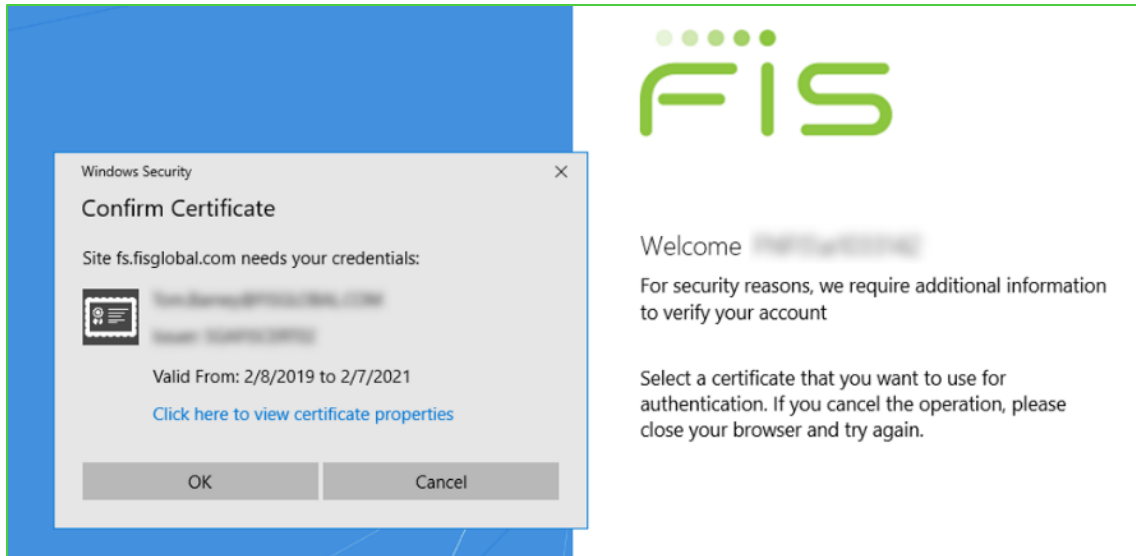 FIS
Windows Security
Confirm Certificate
Site fs.fisglobal.com needs your credentials:
Valid From: 2/8/2019 to 2/7/2021
Click here to view certificate properties
OK
Cancel
Welcome
For security reasons, we require additional information
to verify your account
Select a certificate that you want to use for
authentication. If you cancel the operation, please
close your browser and try again.